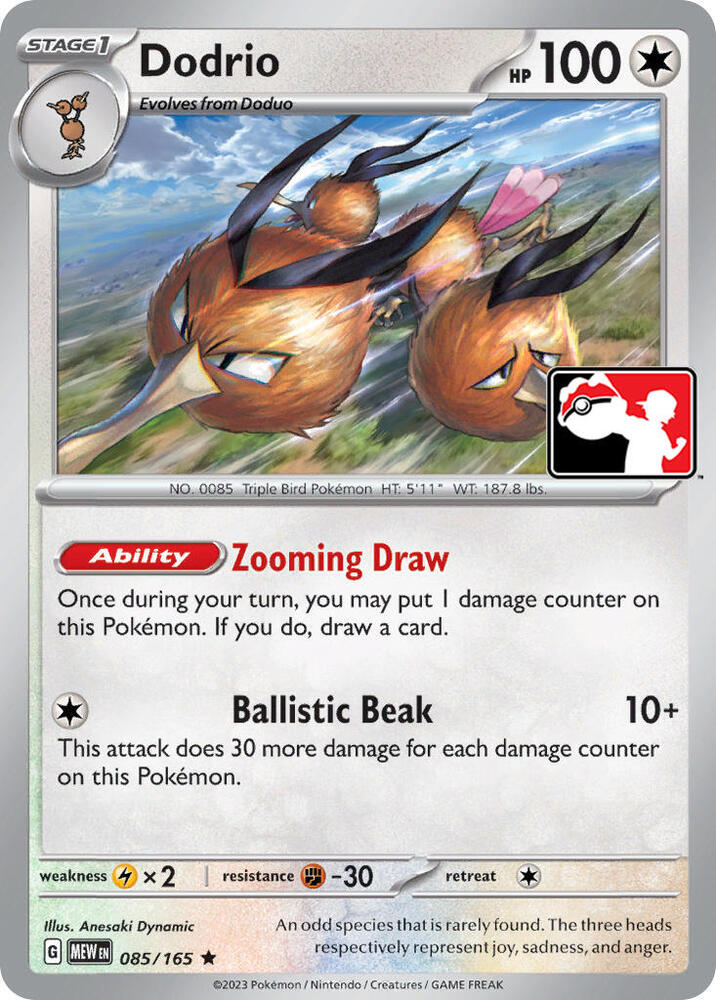 STAGE1
Dodrio
HP 100
Evolves from Doduo
NO. 0085 Triple Bird Pokémon HT: 5'11" WT: 187.8 lbs.
Ability Zooming Draw
Once during your turn, you may put 1 damage counter on
this Pokémon. If you do, draw a card.
Ballistic Beak 10+
This attack does 30 more damage for each damage counter
on this Pokémon.
weakness ×2 resistance -30 retreat
Illus. Anesaki Dynamic
An odd species that is rarely found. The three heads
respectively represent joy, sadness, and anger.
G MEW EN 085/165 ★
©2023 Pokémon / Nintendo / Creatures / GAME FREAK